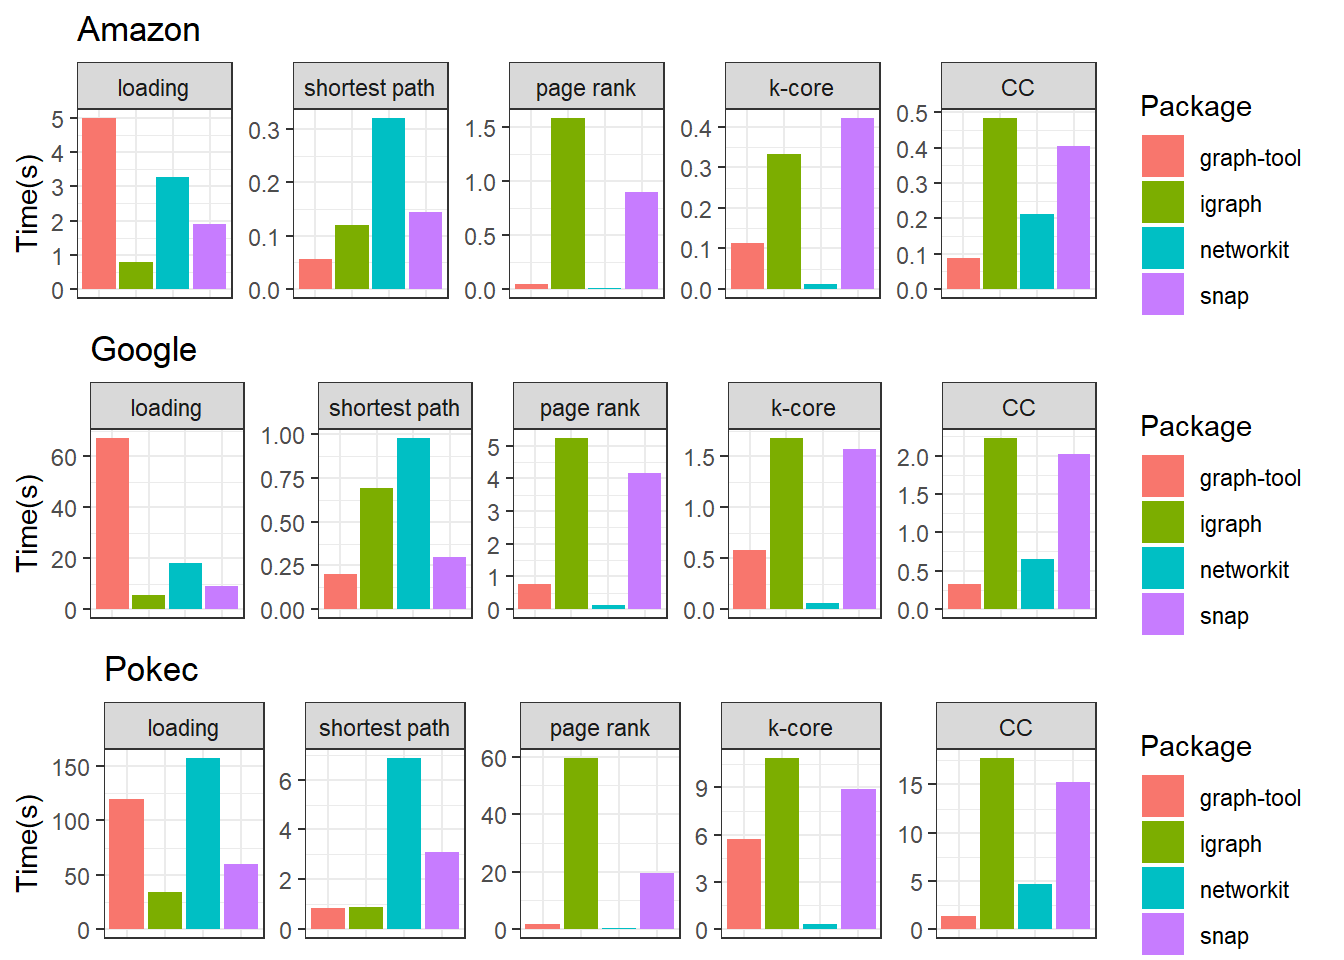 Amazon
loading shortest path page rank k-core CC
Time(s)
5 4 3 2 1 0
0.3 0.2 0.1 0.0
1.5 1.0 0.5 0.0
0.4 0.3 0.2 0.1 0.0
0.5 0.4 0.3 0.2 0.1 0.0
Package
graph-tool
igraph
networkit
snap
Google
loading shortest path page rank k-core CC
Time(s)
60 40 20 0
1.00 0.75 0.50 0.25 0.00
5 4 3 2 1 0
1.5 1.0 0.5 0.0
2.0 1.5 1.0 0.5 0.0
Package
graph-tool
igraph
networkit
snap
Pokec
loading shortest path page rank k-core CC
Time(s)
150 100 50 0
6 4 2 0
60 40 20 0
9 6 3 0
15 10 5 0
Package
graph-tool
igraph
networkit
snap